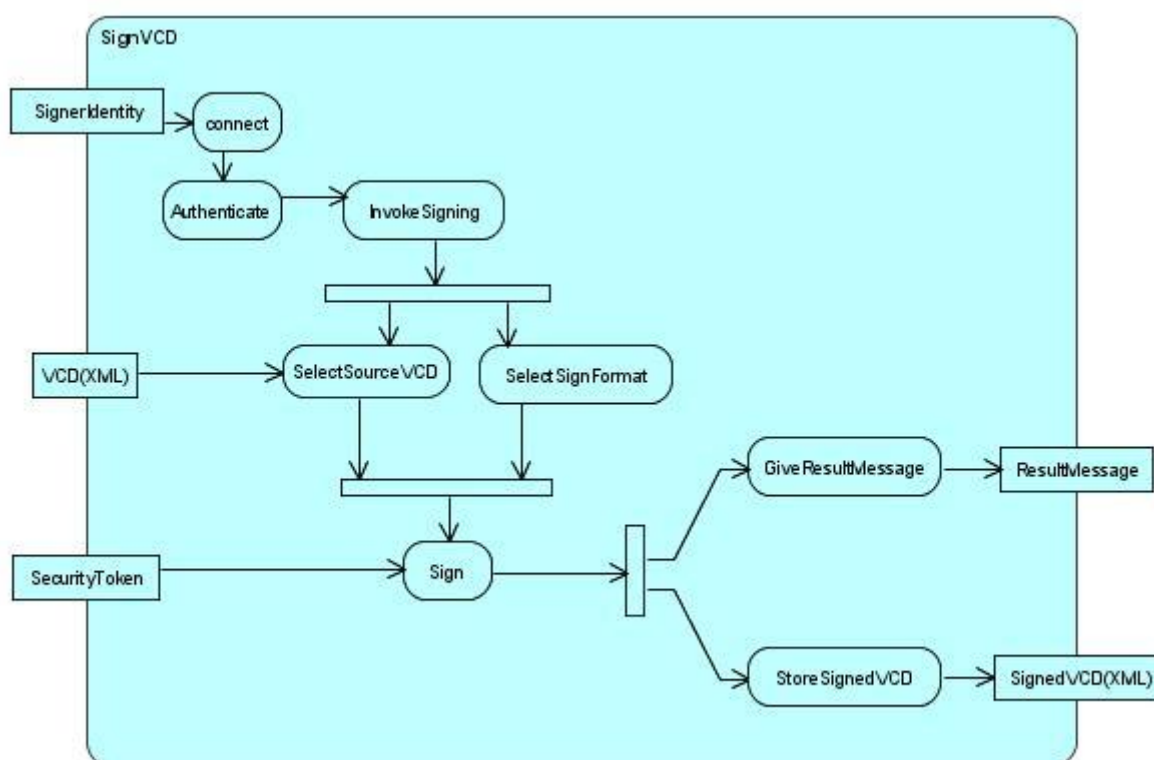 SignVCD
SignerIdentity
connect
Authenticate
InvokeSigning
VCD(XML)
SelectSourceVCD
SelectSignFormat
GiveResultMessage
ResultMessage
SecurityToken
Sign
StoreSignedVCD
SignedVCD(XML)